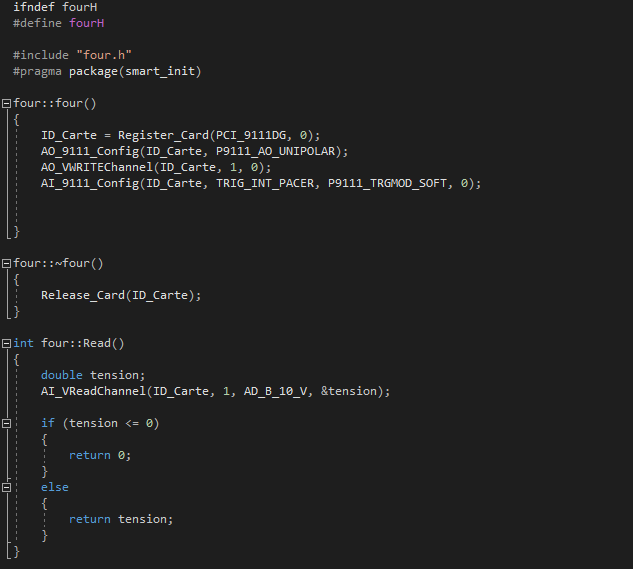 ifndef fourH
#define fourH
#include "four.h"
#pragma package(smart_init)
four::four()
{
ID_Carte = Register_Card(PCI_9111DG, 0);
AO_9111_Config(ID_Carte, P9111_AO_UNIPOLAR);
AO_VWRITEChannel(ID_Carte, 1, 0);
AI_9111_Config(ID_Carte, TRIG_INT_PACER, P9111_TRGMOD_SOFT, 0);
}
four::~four()
{
Release_Card(ID_Carte);
}
int four::Read()
{
double tension;
AI_VReadChannel(ID_Carte, 1, AD_B_10_V, &tension);
if (tension <= 0)
{
return 0;
}
else
{
return tension;
}
}